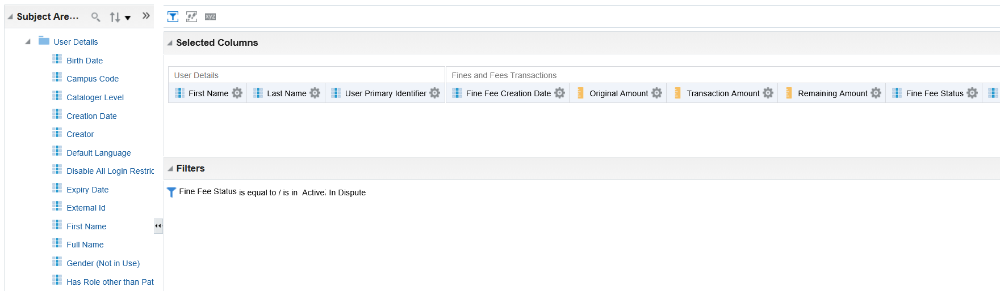 Subject Are...
User Details
Birth Date
Campus Code
Cataloger Level
Creation Date
Creator
Default Language
Disable All Login Restric
Expiry Date
External Id
First Name
Full Name
Gender (Not in Use)
Has Role other than Pat
xyz
Selected Columns
User Details
Fines and Fees Transactions
First Name
Last Name
User Primary Identifier
Fine Fee Creation Date
Original Amount
Transaction Amount
Remaining Amount
Fine Fee Status
Filters
Fine Fee Status is equal to / is in Active; In Dispute